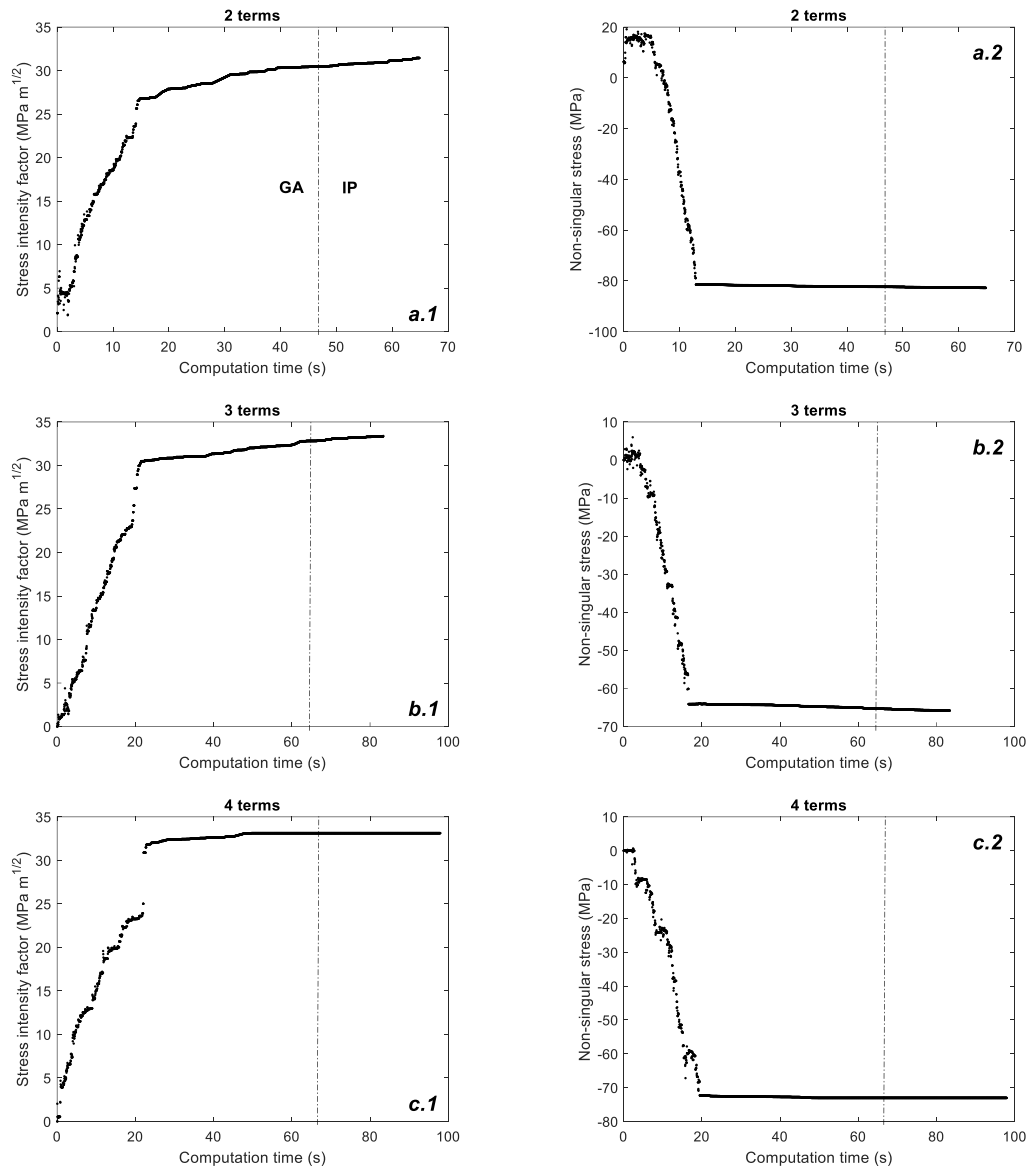 2 terms
35
30
25
20
15
10
5
0
Stress intensity factor (MPa m1/2)
GA IP
a.1
0 10 20 30 40 50 60 70
Computation time (s)
2 terms
20
0
-20
-40
-60
-80
-100
Non-singular stress (MPa)
a.2
0 10 20 30 40 50 60 70
Computation time (s)
3 terms
35
30
25
20
15
10
5
0
Stress intensity factor (MPa m1/2)
b.1
0 20 40 60 80 100
Computation time (s)
3 terms
10
0
-10
-20
-30
-40
-50
-60
-70
Non-singular stress (MPa)
b.2
0 20 40 60 80 100
Computation time (s)
4 terms
35
30
25
20
15
10
5
0
Stress intensity factor (MPa m1/2)
c.1
0 20 40 60 80 100
Computation time (s)
4 terms
10
0
-10
-20
-30
-40
-50
-60
-70
-80
Non-singular stress (MPa)
c.2
0 20 40 60 80 100
Computation time (s)